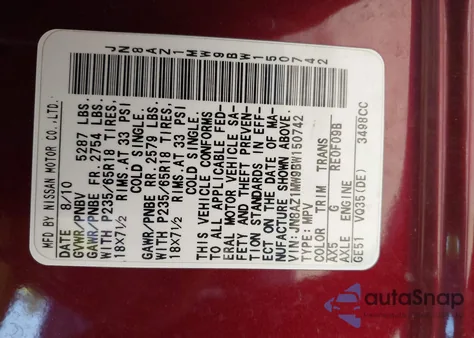 JN8AZ1MW9BW150742
MFD BY NISSAN MOTOR CO.,LTD.
DATE 8/10
GVWR/PNBV 5287 LBS.
GAWR/PNBE FR. 2754 LBS.
WITH P235/65R18 TIRES,
18X7½ RIMS.AT 33 PSI
COLD SINGLE.
GAWR/PNBE RR. 2579 LBS.
WITH P235/65R18 TIRES,
18X7½ RIMS.AT 33 PSI
COLD SINGLE.
THIS VEHICLE CONFORMS
TO ALL APPLICABLE FED-
ERAL MOTOR VEHICLE SA-
FETY AND THEFT PREVEN-
TION STANDARDS IN EFF-
ECT ON THE DATE OF MA-
NUFACTURE SHOWN ABOVE.
VIN:JN8AZ1MW9BW150742
TYPE:MPV
COLOR TRIM TRANS
AX5 G RE0F09B
AXLE ENGINE
GE51 VQ35(DE) 3498CC
autaSnap